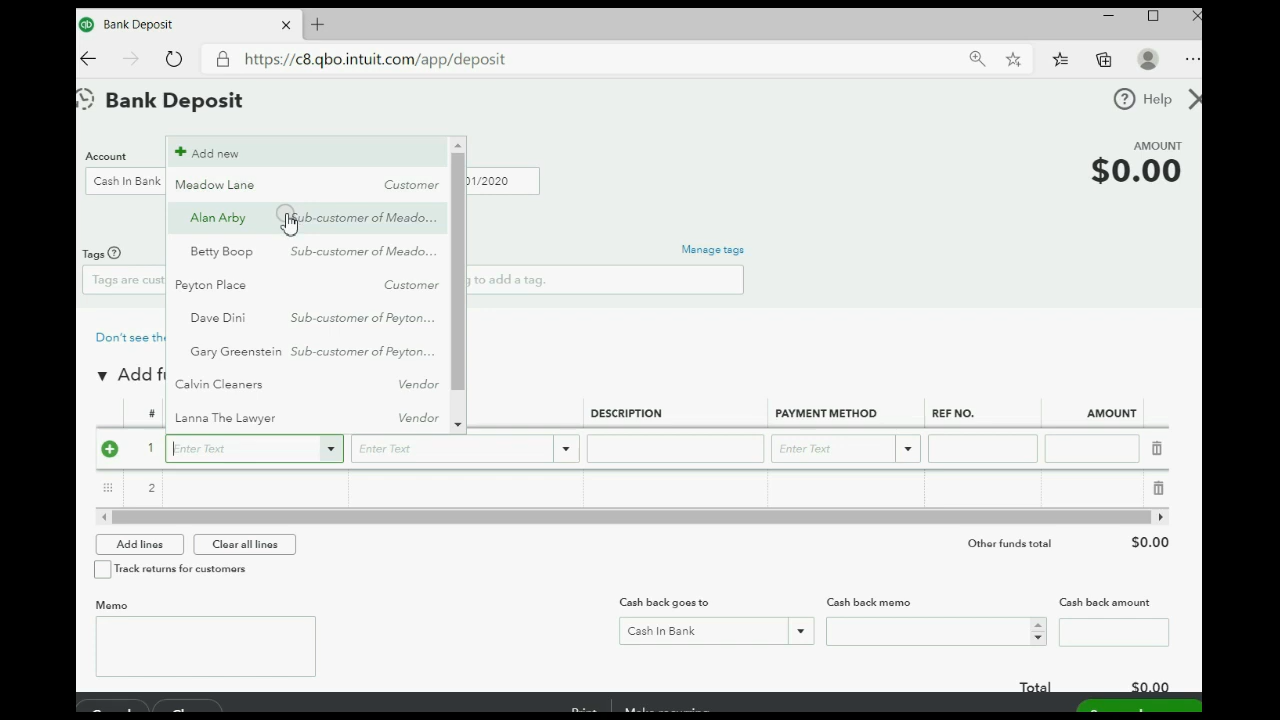 Bank Deposit
https://c8.qbo.intuit.com/app/deposit
Bank Deposit
Help
Account
AMOUNT
Cash In Bank
01/2020
$0.00
Add new
Meadow Lane Customer
Alan Arby Sub-customer of Meado...
Betty Boop Sub-customer of Meado...
Peyton Place Customer
Dave Dini Sub-customer of Peyton...
Gary Greenstein Sub-customer of Peyton...
Calvin Cleaners Vendor
Lanna The Lawyer Vendor
Tags
Manage tags
Tags are cust
g to add a tag.
Don't see the
Add fu
# DESCRIPTION PAYMENT METHOD REF NO. AMOUNT
1 Enter Text Enter Text Enter Text
2
Add lines Clear all lines Other funds total $0.00
Track returns for customers
Memo
Cash back goes to Cash back memo Cash back amount
Cash In Bank
Total $0.00